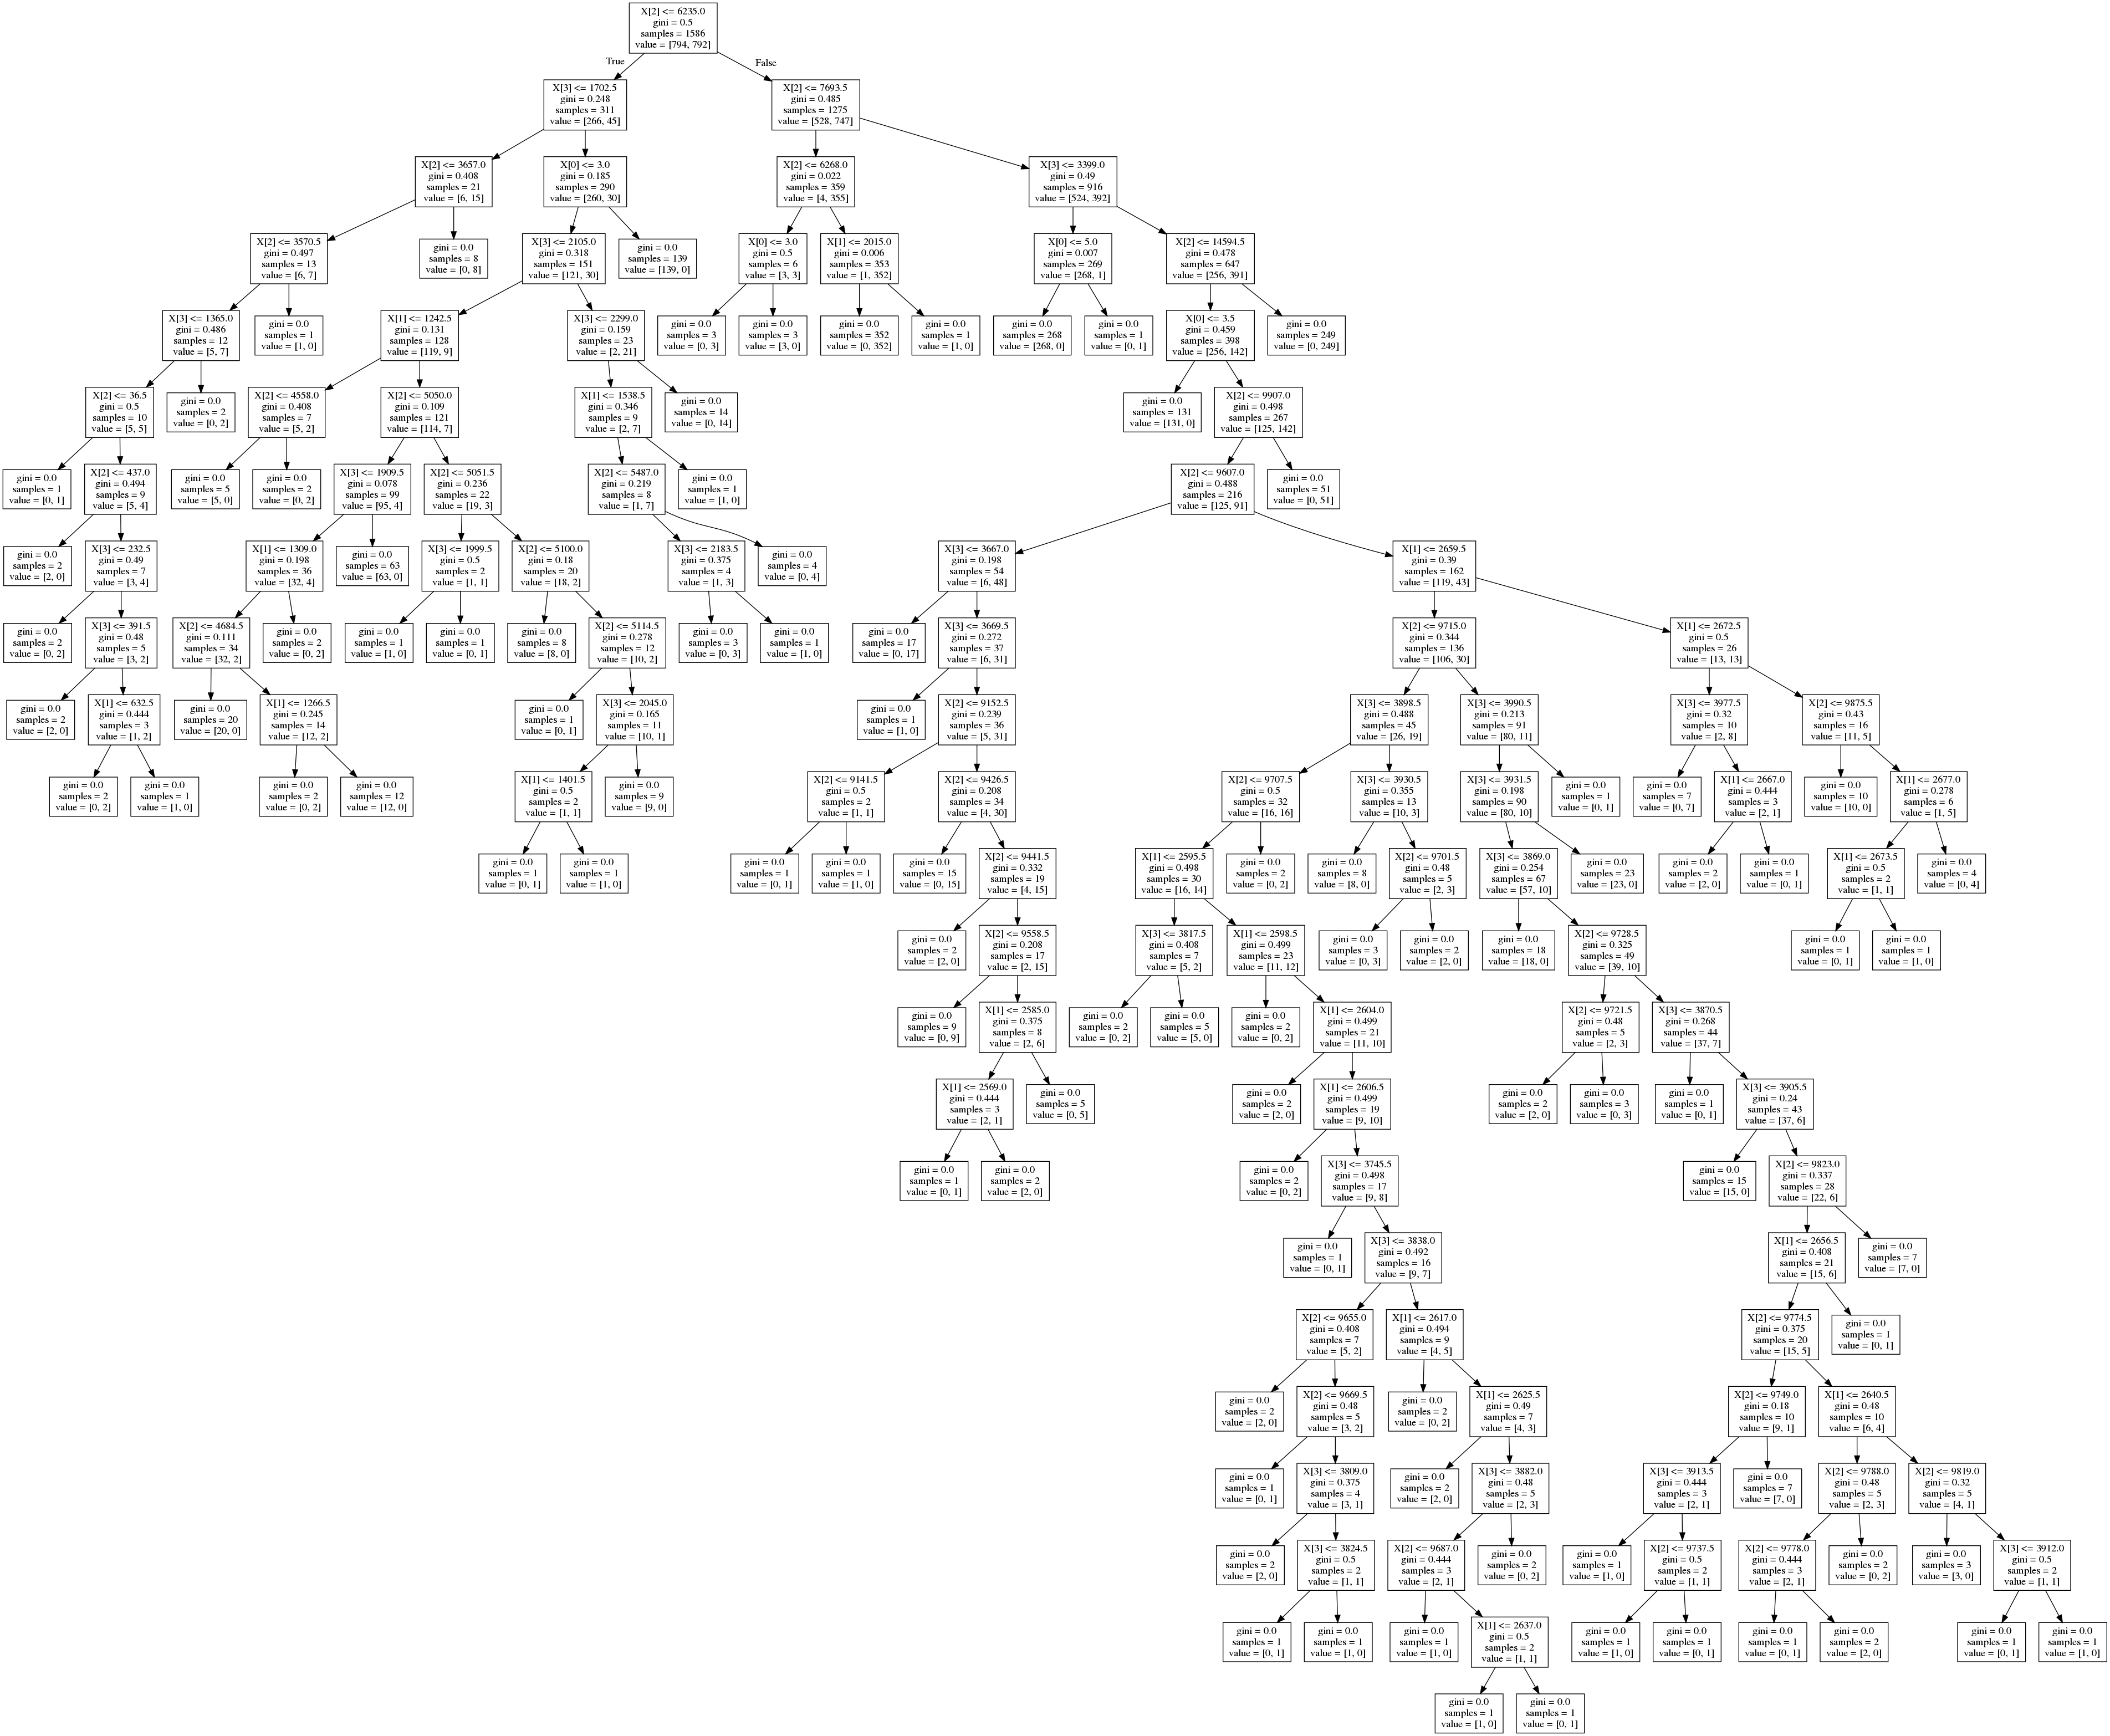 X[2] <= 6235.0
gini = 0.5
samples = 1586
value = [794, 792]
True
False
X[3] <= 1702.5
gini = 0.248
samples = 311
value = [266, 45]
X[2] <= 7693.5
gini = 0.485
samples = 1275
value = [528, 747]
X[2] <= 3657.0
gini = 0.408
samples = 21
value = [6, 15]
X[0] <= 3.0
gini = 0.185
samples = 290
value = [260, 30]
X[2] <= 6268.0
gini = 0.022
samples = 359
value = [4, 355]
X[3] <= 3399.0
gini = 0.49
samples = 916
value = [524, 392]
X[2] <= 3570.5
gini = 0.497
samples = 13
value = [6, 7]
gini = 0.0
samples = 8
value = [0, 8]
X[3] <= 2105.0
gini = 0.318
samples = 151
value = [121, 30]
gini = 0.0
samples = 139
value = [139, 0]
X[0] <= 3.0
gini = 0.5
samples = 6
value = [3, 3]
X[1] <= 2015.0
gini = 0.006
samples = 353
value = [1, 352]
X[0] <= 5.0
gini = 0.007
samples = 269
value = [268, 1]
X[2] <= 14594.5
gini = 0.478
samples = 647
value = [256, 391]
X[3] <= 1365.0
gini = 0.486
samples = 12
value = [5, 7]
gini = 0.0
samples = 1
value = [1, 0]
X[1] <= 1242.5
gini = 0.131
samples = 128
value = [119, 9]
X[3] <= 2299.0
gini = 0.159
samples = 23
value = [2, 21]
gini = 0.0
samples = 3
value = [0, 3]
gini = 0.0
samples = 3
value = [3, 0]
gini = 0.0
samples = 352
value = [0, 352]
gini = 0.0
samples = 1
value = [1, 0]
gini = 0.0
samples = 268
value = [268, 0]
gini = 0.0
samples = 1
value = [0, 1]
X[0] <= 3.5
gini = 0.459
samples = 398
value = [256, 142]
gini = 0.0
samples = 249
value = [0, 249]
X[2] <= 36.5
gini = 0.5
samples = 10
value = [5, 5]
gini = 0.0
samples = 2
value = [0, 2]
X[2] <= 4558.0
gini = 0.408
samples = 7
value = [5, 2]
X[2] <= 5050.0
gini = 0.109
samples = 121
value = [114, 7]
X[1] <= 1538.5
gini = 0.346
samples = 9
value = [2, 7]
gini = 0.0
samples = 14
value = [0, 14]
gini = 0.0
samples = 131
value = [131, 0]
X[2] <= 9907.0
gini = 0.498
samples = 267
value = [125, 142]
gini = 0.0
samples = 1
value = [0, 1]
X[2] <= 437.0
gini = 0.494
samples = 9
value = [5, 4]
gini = 0.0
samples = 5
value = [5, 0]
gini = 0.0
samples = 2
value = [0, 2]
X[3] <= 1909.5
gini = 0.078
samples = 99
value = [95, 4]
X[2] <= 5051.5
gini = 0.236
samples = 22
value = [19, 3]
X[2] <= 5487.0
gini = 0.219
samples = 8
value = [1, 7]
gini = 0.0
samples = 1
value = [1, 0]
X[2] <= 9607.0
gini = 0.488
samples = 216
value = [125, 91]
gini = 0.0
samples = 51
value = [0, 51]
gini = 0.0
samples = 2
value = [2, 0]
X[3] <= 232.5
gini = 0.49
samples = 7
value = [3, 4]
X[1] <= 1309.0
gini = 0.198
samples = 36
value = [32, 4]
gini = 0.0
samples = 63
value = [63, 0]
X[3] <= 1999.5
gini = 0.5
samples = 2
value = [1, 1]
X[2] <= 5100.0
gini = 0.18
samples = 20
value = [18, 2]
X[3] <= 2183.5
gini = 0.375
samples = 4
value = [1, 3]
gini = 0.0
samples = 4
value = [0, 4]
X[3] <= 3667.0
gini = 0.198
samples = 54
value = [6, 48]
X[1] <= 2659.5
gini = 0.39
samples = 162
value = [119, 43]
gini = 0.0
samples = 2
value = [0, 2]
X[3] <= 391.5
gini = 0.48
samples = 5
value = [3, 2]
X[2] <= 4684.5
gini = 0.111
samples = 34
value = [32, 2]
gini = 0.0
samples = 2
value = [0, 2]
gini = 0.0
samples = 1
value = [1, 0]
gini = 0.0
samples = 1
value = [0, 1]
gini = 0.0
samples = 8
value = [8, 0]
X[2] <= 5114.5
gini = 0.278
samples = 12
value = [10, 2]
gini = 0.0
samples = 3
value = [0, 3]
gini = 0.0
samples = 1
value = [1, 0]
gini = 0.0
samples = 17
value = [0, 17]
X[3] <= 3669.5
gini = 0.272
samples = 37
value = [6, 31]
X[2] <= 9715.0
gini = 0.344
samples = 136
value = [106, 30]
X[1] <= 2672.5
gini = 0.5
samples = 26
value = [13, 13]
gini = 0.0
samples = 2
value = [2, 0]
X[1] <= 632.5
gini = 0.444
samples = 3
value = [1, 2]
gini = 0.0
samples = 20
value = [20, 0]
X[1] <= 1266.5
gini = 0.245
samples = 14
value = [12, 2]
gini = 0.0
samples = 1
value = [0, 1]
X[3] <= 2045.0
gini = 0.165
samples = 11
value = [10, 1]
gini = 0.0
samples = 1
value = [1, 0]
X[2] <= 9152.5
gini = 0.239
samples = 36
value = [5, 31]
X[3] <= 3898.5
gini = 0.488
samples = 45
value = [26, 19]
X[3] <= 3990.5
gini = 0.213
samples = 91
value = [80, 11]
X[3] <= 3977.5
gini = 0.32
samples = 10
value = [2, 8]
X[2] <= 9875.5
gini = 0.43
samples = 16
value = [11, 5]
gini = 0.0
samples = 2
value = [0, 2]
gini = 0.0
samples = 1
value = [1, 0]
gini = 0.0
samples = 2
value = [0, 2]
gini = 0.0
samples = 12
value = [12, 0]
X[1] <= 1401.5
gini = 0.5
samples = 2
value = [1, 1]
gini = 0.0
samples = 9
value = [9, 0]
X[2] <= 9141.5
gini = 0.5
samples = 2
value = [1, 1]
X[2] <= 9426.5
gini = 0.208
samples = 34
value = [4, 30]
X[2] <= 9707.5
gini = 0.5
samples = 32
value = [16, 16]
X[3] <= 3930.5
gini = 0.355
samples = 13
value = [10, 3]
X[3] <= 3931.5
gini = 0.198
samples = 90
value = [80, 10]
gini = 0.0
samples = 1
value = [0, 1]
gini = 0.0
samples = 7
value = [0, 7]
X[1] <= 2667.0
gini = 0.444
samples = 3
value = [2, 1]
gini = 0.0
samples = 10
value = [10, 0]
X[1] <= 2677.0
gini = 0.278
samples = 6
value = [1, 5]
gini = 0.0
samples = 1
value = [0, 1]
gini = 0.0
samples = 1
value = [1, 0]
gini = 0.0
samples = 1
value = [0, 1]
gini = 0.0
samples = 1
value = [1, 0]
gini = 0.0
samples = 15
value = [0, 15]
X[2] <= 9441.5
gini = 0.332
samples = 19
value = [4, 15]
X[1] <= 2595.5
gini = 0.498
samples = 30
value = [16, 14]
gini = 0.0
samples = 2
value = [0, 2]
gini = 0.0
samples = 8
value = [8, 0]
X[2] <= 9701.5
gini = 0.48
samples = 5
value = [2, 3]
X[3] <= 3869.0
gini = 0.254
samples = 67
value = [57, 10]
gini = 0.0
samples = 23
value = [23, 0]
gini = 0.0
samples = 2
value = [2, 0]
gini = 0.0
samples = 1
value = [0, 1]
X[1] <= 2673.5
gini = 0.5
samples = 2
value = [1, 1]
gini = 0.0
samples = 4
value = [0, 4]
gini = 0.0
samples = 2
value = [2, 0]
X[2] <= 9558.5
gini = 0.208
samples = 17
value = [2, 15]
X[3] <= 3817.5
gini = 0.408
samples = 7
value = [5, 2]
X[1] <= 2598.5
gini = 0.499
samples = 23
value = [11, 12]
gini = 0.0
samples = 3
value = [0, 3]
gini = 0.0
samples = 2
value = [2, 0]
gini = 0.0
samples = 18
value = [18, 0]
X[2] <= 9728.5
gini = 0.325
samples = 49
value = [39, 10]
gini = 0.0
samples = 1
value = [0, 1]
gini = 0.0
samples = 1
value = [1, 0]
gini = 0.0
samples = 9
value = [0, 9]
X[1] <= 2585.0
gini = 0.375
samples = 8
value = [2, 6]
gini = 0.0
samples = 2
value = [0, 2]
gini = 0.0
samples = 5
value = [5, 0]
gini = 0.0
samples = 2
value = [0, 2]
X[1] <= 2604.0
gini = 0.499
samples = 21
value = [11, 10]
X[2] <= 9721.5
gini = 0.48
samples = 5
value = [2, 3]
X[3] <= 3870.5
gini = 0.268
samples = 44
value = [37, 7]
X[1] <= 2569.0
gini = 0.444
samples = 3
value = [2, 1]
gini = 0.0
samples = 5
value = [0, 5]
gini = 0.0
samples = 2
value = [2, 0]
X[1] <= 2606.5
gini = 0.499
samples = 19
value = [9, 10]
gini = 0.0
samples = 2
value = [2, 0]
gini = 0.0
samples = 3
value = [0, 3]
gini = 0.0
samples = 1
value = [0, 1]
X[3] <= 3905.5
gini = 0.24
samples = 43
value = [37, 6]
gini = 0.0
samples = 1
value = [0, 1]
gini = 0.0
samples = 2
value = [2, 0]
gini = 0.0
samples = 2
value = [0, 2]
X[3] <= 3745.5
gini = 0.498
samples = 17
value = [9, 8]
gini = 0.0
samples = 15
value = [15, 0]
X[2] <= 9823.0
gini = 0.337
samples = 28
value = [22, 6]
gini = 0.0
samples = 1
value = [0, 1]
X[3] <= 3838.0
gini = 0.492
samples = 16
value = [9, 7]
X[1] <= 2656.5
gini = 0.408
samples = 21
value = [15, 6]
gini = 0.0
samples = 7
value = [7, 0]
X[2] <= 9655.0
gini = 0.408
samples = 7
value = [5, 2]
X[1] <= 2617.0
gini = 0.494
samples = 9
value = [4, 5]
X[2] <= 9774.5
gini = 0.375
samples = 20
value = [15, 5]
gini = 0.0
samples = 1
value = [0, 1]
gini = 0.0
samples = 2
value = [2, 0]
X[2] <= 9669.5
gini = 0.48
samples = 5
value = [3, 2]
gini = 0.0
samples = 2
value = [0, 2]
X[1] <= 2625.5
gini = 0.49
samples = 7
value = [4, 3]
X[2] <= 9749.0
gini = 0.18
samples = 10
value = [9, 1]
X[1] <= 2640.5
gini = 0.48
samples = 10
value = [6, 4]
gini = 0.0
samples = 1
value = [0, 1]
X[3] <= 3809.0
gini = 0.375
samples = 4
value = [3, 1]
gini = 0.0
samples = 2
value = [2, 0]
X[3] <= 3882.0
gini = 0.48
samples = 5
value = [2, 3]
X[3] <= 3913.5
gini = 0.444
samples = 3
value = [2, 1]
gini = 0.0
samples = 7
value = [7, 0]
X[2] <= 9788.0
gini = 0.48
samples = 5
value = [2, 3]
X[2] <= 9819.0
gini = 0.32
samples = 5
value = [4, 1]
gini = 0.0
samples = 2
value = [2, 0]
X[3] <= 3824.5
gini = 0.5
samples = 2
value = [1, 1]
X[2] <= 9687.0
gini = 0.444
samples = 3
value = [2, 1]
gini = 0.0
samples = 2
value = [0, 2]
gini = 0.0
samples = 1
value = [1, 0]
X[2] <= 9737.5
gini = 0.5
samples = 2
value = [1, 1]
X[2] <= 9778.0
gini = 0.444
samples = 3
value = [2, 1]
gini = 0.0
samples = 2
value = [0, 2]
gini = 0.0
samples = 3
value = [3, 0]
X[3] <= 3912.0
gini = 0.5
samples = 2
value = [1, 1]
gini = 0.0
samples = 1
value = [0, 1]
gini = 0.0
samples = 1
value = [1, 0]
gini = 0.0
samples = 1
value = [1, 0]
X[1] <= 2637.0
gini = 0.5
samples = 2
value = [1, 1]
gini = 0.0
samples = 1
value = [1, 0]
gini = 0.0
samples = 1
value = [0, 1]
gini = 0.0
samples = 1
value = [0, 1]
gini = 0.0
samples = 2
value = [2, 0]
gini = 0.0
samples = 1
value = [0, 1]
gini = 0.0
samples = 1
value = [1, 0]
gini = 0.0
samples = 1
value = [1, 0]
gini = 0.0
samples = 1
value = [0, 1]